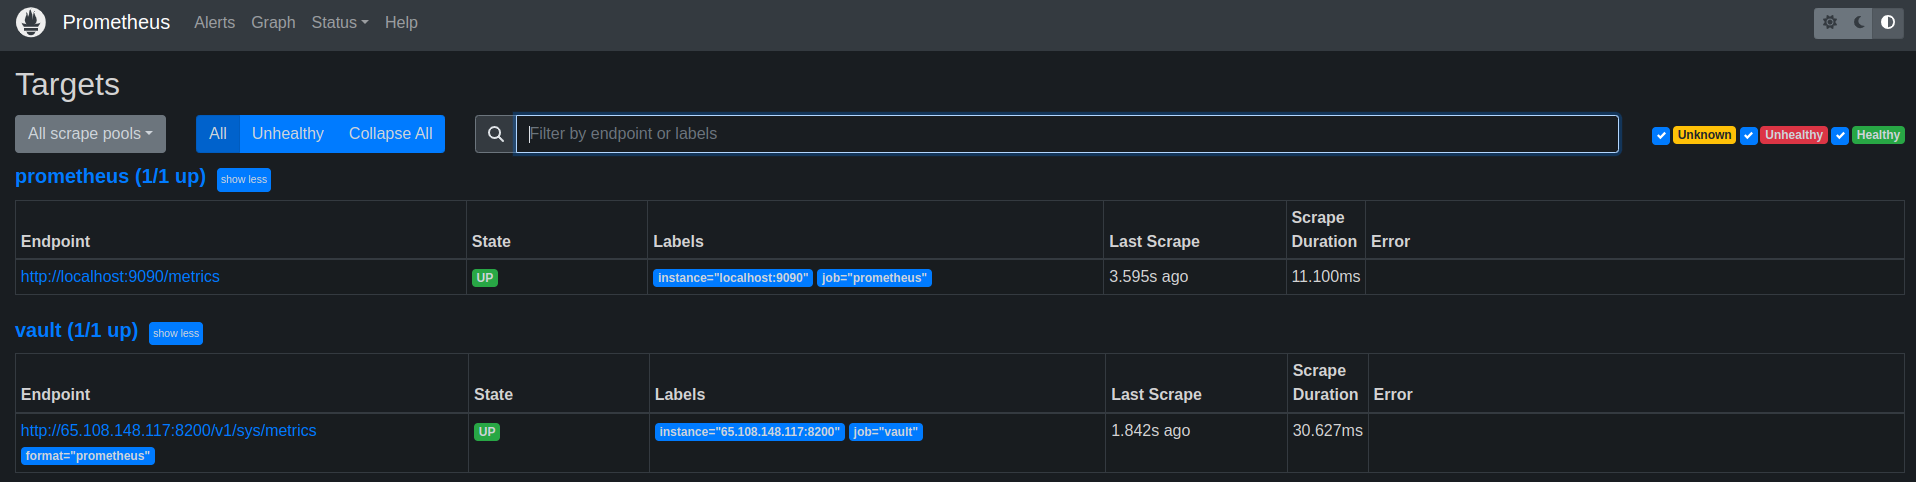 Prometheus Alerts Graph Status Help
Targets
All scrape pools All Unhealthy Collapse All Filter by endpoint or labels Unknown Unhealthy Healthy
prometheus (1/1 up) show less
Endpoint State Labels Last Scrape Scrape Duration Error
http://localhost:9090/metrics UP instance="localhost:9090" job="prometheus" 3.595s ago 11.100ms
vault (1/1 up) show less
Endpoint State Labels Last Scrape Scrape Duration Error
http://65.108.148.117:8200/v1/sys/metrics UP instance="65.108.148.117:8200" job="vault" 1.842s ago 30.627ms
format="prometheus"